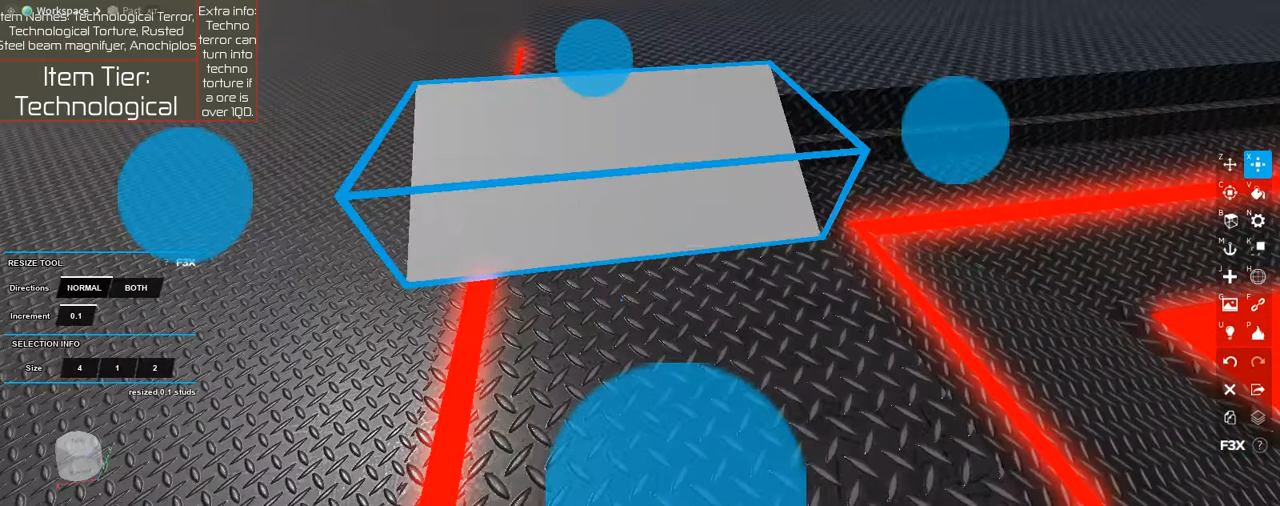 Workspace > Part
Item Names: Technological Terror,
Technological Torture, Rusted
Steel beam magnifyer, Anochiplos
Item Tier:
Technological
Extra info:
Techno
terror can
turn into
techno
torture if
a ore is
over 1QD.
F3X
RESIZE TOOL
Directions NORMAL BOTH
Increment 0.1
SELECTION INFO
Size 4 1 2
resized 0.1 studs
Z X
C V
B N
M K
J H
G F
U P
F3X ?